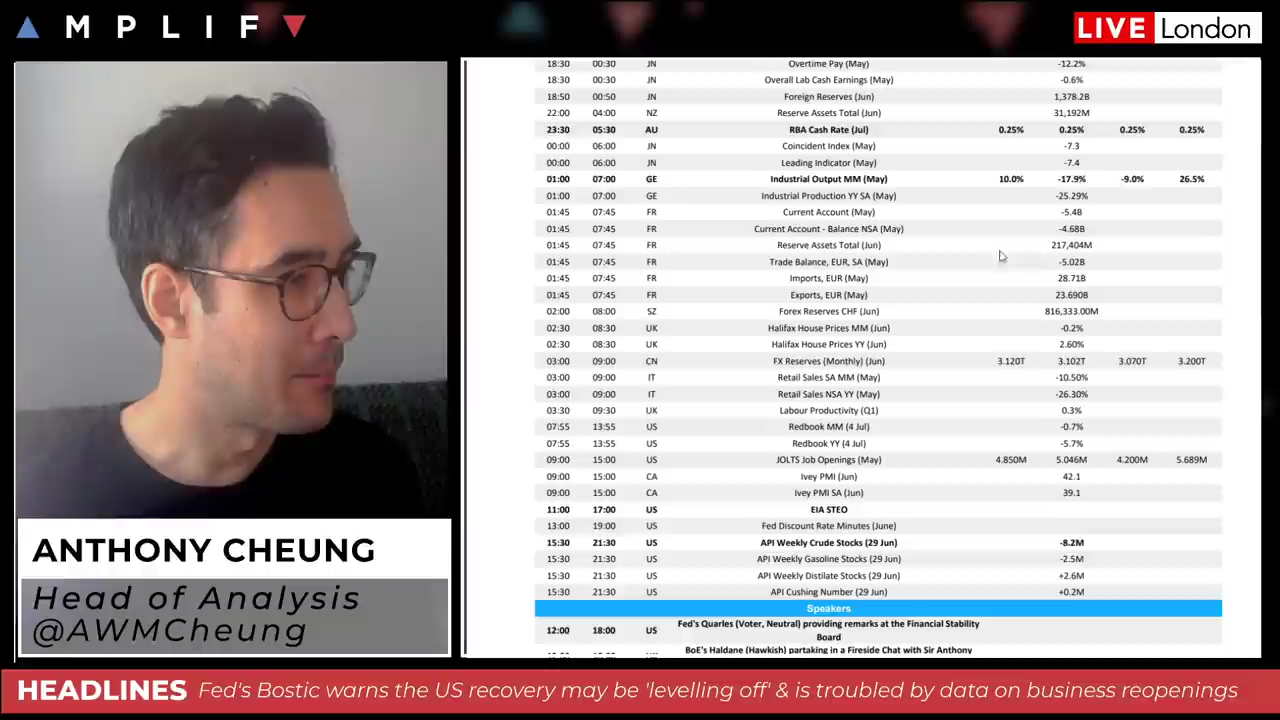 AMPLIFY
LIVE London
18:30 00:30 JN Overtime Pay (May) -12.2%
18:30 00:30 JN Overall Lab Cash Earnings (May) -0.6%
18:50 00:50 JN Foreign Reserves (Jun) 1,378.2B
22:00 04:00 NZ Reserve Assets Total (Jun) 31,192M
23:30 05:30 AU RBA Cash Rate (Jul) 0.25% 0.25% 0.25% 0.25%
00:00 06:00 JN Coincident Index (May) -7.3
00:00 06:00 JN Leading Indicator (May) -7.4
01:00 07:00 GE Industrial Output MM (May) 10.0% -17.9% -9.0% 26.5%
01:00 07:00 GE Industrial Production YY SA (May) -25.29%
01:45 07:45 FR Current Account (May) -5.4B
01:45 07:45 FR Current Account - Balance NSA (May) -4.68B
01:45 07:45 FR Reserve Assets Total (Jun) 217,404M
01:45 07:45 FR Trade Balance, EUR, SA (May) -5.02B
01:45 07:45 FR Imports, EUR (May) 28.71B
01:45 07:45 FR Exports, EUR (May) 23.690B
02:00 08:00 SZ Forex Reserves CHF (Jun) 816,333.00M
02:30 08:30 UK Halifax House Prices MM (Jun) -0.2%
02:30 08:30 UK Halifax House Prices YY (Jun) 2.60%
03:00 09:00 CN FX Reserves (Monthly) (Jun) 3.120T 3.102T 3.070T 3.200T
03:00 09:00 IT Retail Sales SA MM (May) -10.50%
03:00 09:00 IT Retail Sales NSA YY (May) -26.30%
03:30 09:30 UK Labour Productivity (Q1) 0.3%
07:55 13:55 US Redbook MM (4 Jul) -0.7%
07:55 13:55 US Redbook YY (4 Jul) -5.7%
09:00 15:00 US JOLTS Job Openings (May) 4.850M 5.046M 4.200M 5.689M
09:00 15:00 CA Ivey PMI (Jun) 42.1
09:00 15:00 CA Ivey PMI SA (Jun) 39.1
11:00 17:00 US EIA STEO
13:00 19:00 US Fed Discount Rate Minutes (June)
15:30 21:30 US API Weekly Crude Stocks (29 Jun) -8.2M
15:30 21:30 US API Weekly Gasoline Stocks (29 Jun) -2.5M
15:30 21:30 US API Weekly Distilate Stocks (29 Jun) +2.6M
15:30 21:30 US API Cushing Number (29 Jun) +0.2M
Speakers
12:00 18:00 US Fed's Quarles (Voter, Neutral) providing remarks at the Financial Stability
Board
BoE's Haldane (Hawkish) partaking in a Fireside Chat with Sir Anthony
ANTHONY CHEUNG
Head of Analysis
@AWMCheung
HEADLINES Fed's Bostic warns the US recovery may be 'levelling off' & is troubled by data on business reopenings